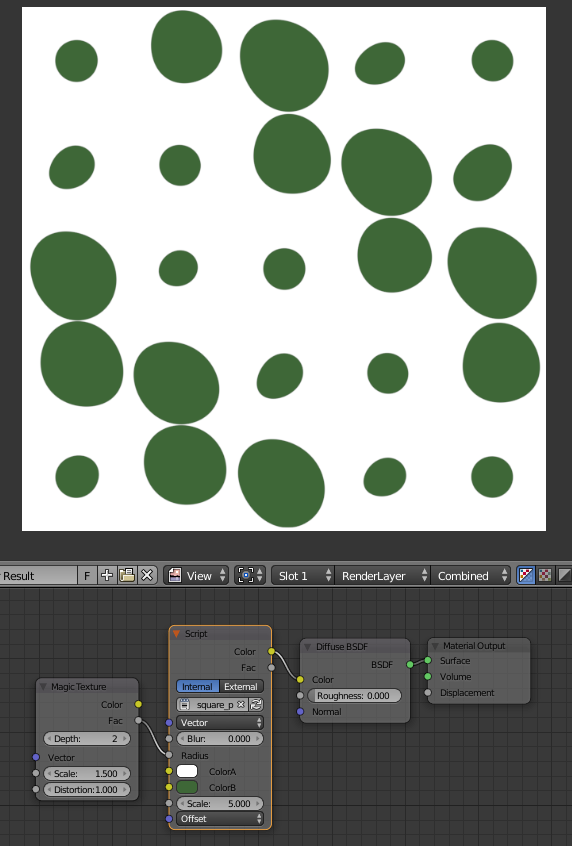 Result F View Slot 1 RenderLayer Combined
Script
Color
Fac
Internal External
square_p
Vector
Blur: 0.000
Radius
ColorA
ColorB
Scale: 5.000
Offset
Diffuse BSDF
BSDF
Color
Roughness: 0.000
Normal
Material Output
Surface
Volume
Displacement
Magic Texture
Color
Fac
Depth: 2
Vector
Scale: 1.500
Distortion: 1.000